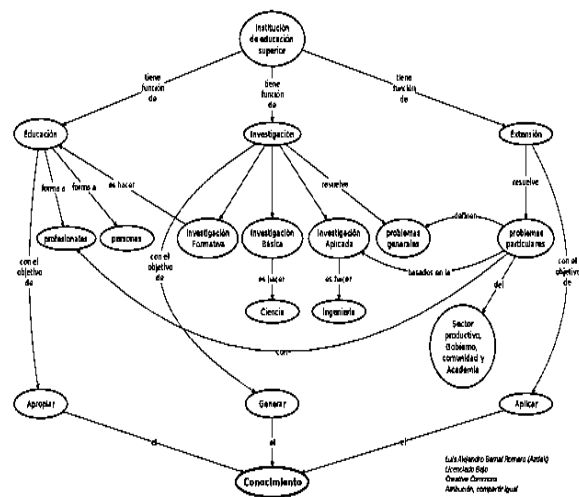 Institución
de educación
superior
tiene
función
de
tiene
función
de
tiene
función
de
Educación
Investigación
Extensión
forma a
forma a
es hacer
resuelve
resuelve
profesionales
personas
Investigación
Formativa
Investigación
Básica
Investigación
Aplicada
problemas
generales
definen
problemas
particulares
con el
objetivo
de
con el
objetivo
de
con el
objetivo
de
es hacer
es hacer
basados en la
del
Ciencia
Ingeniería
Sector
productivo,
Gobierno,
comunidad y
Academia
con
Apropiar
Generar
Aplicar
el
el
el
Conocimiento
Luis Alejandro Bernal Romero (Aztlek)
Licenciado Bajo
Creative Commons
Atribución, compartir igual